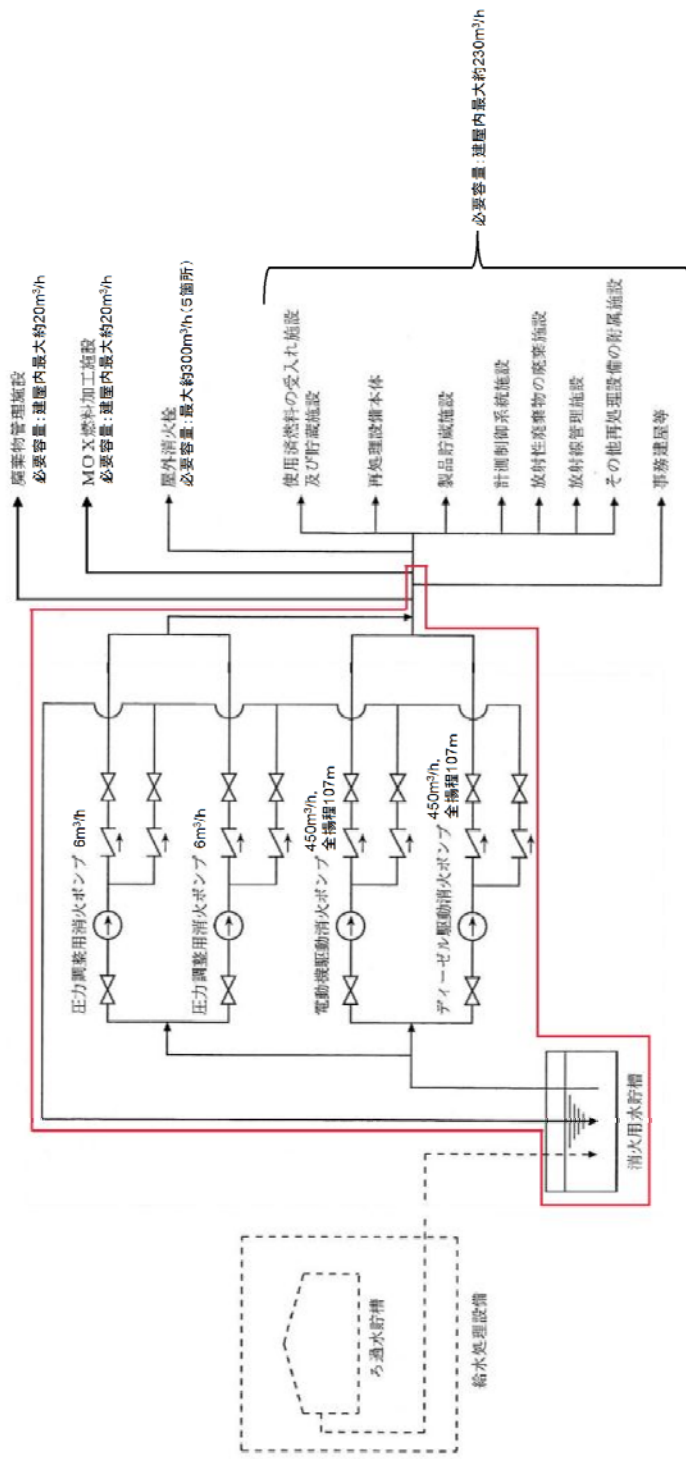 廃棄物管理施設
必要容量：建屋内最大約20m³/h
ＭＯＸ燃料加工施設
必要容量：建屋内最大約20m³/h
屋外消火栓
必要容量：最大約300m³/h（5箇所）
使用済燃料の受入れ施設
及び貯蔵施設
再処理設備本体
製品貯蔵施設
計測制御系統施設
放射性廃棄物の廃棄施設
放射線管理施設
その他再処理設備の附属施設
事務建屋等
必要容量：建屋内最大約230m³/h
圧力調整用消火ポンプ 6m³/h
圧力調整用消火ポンプ 6m³/h
電動機駆動消火ポンプ 450m³/h、
全揚程107m
ディーゼル駆動消火ポンプ 450m³/h、
全揚程107m
消火用水貯槽
ろ過水貯槽
給水処理設備